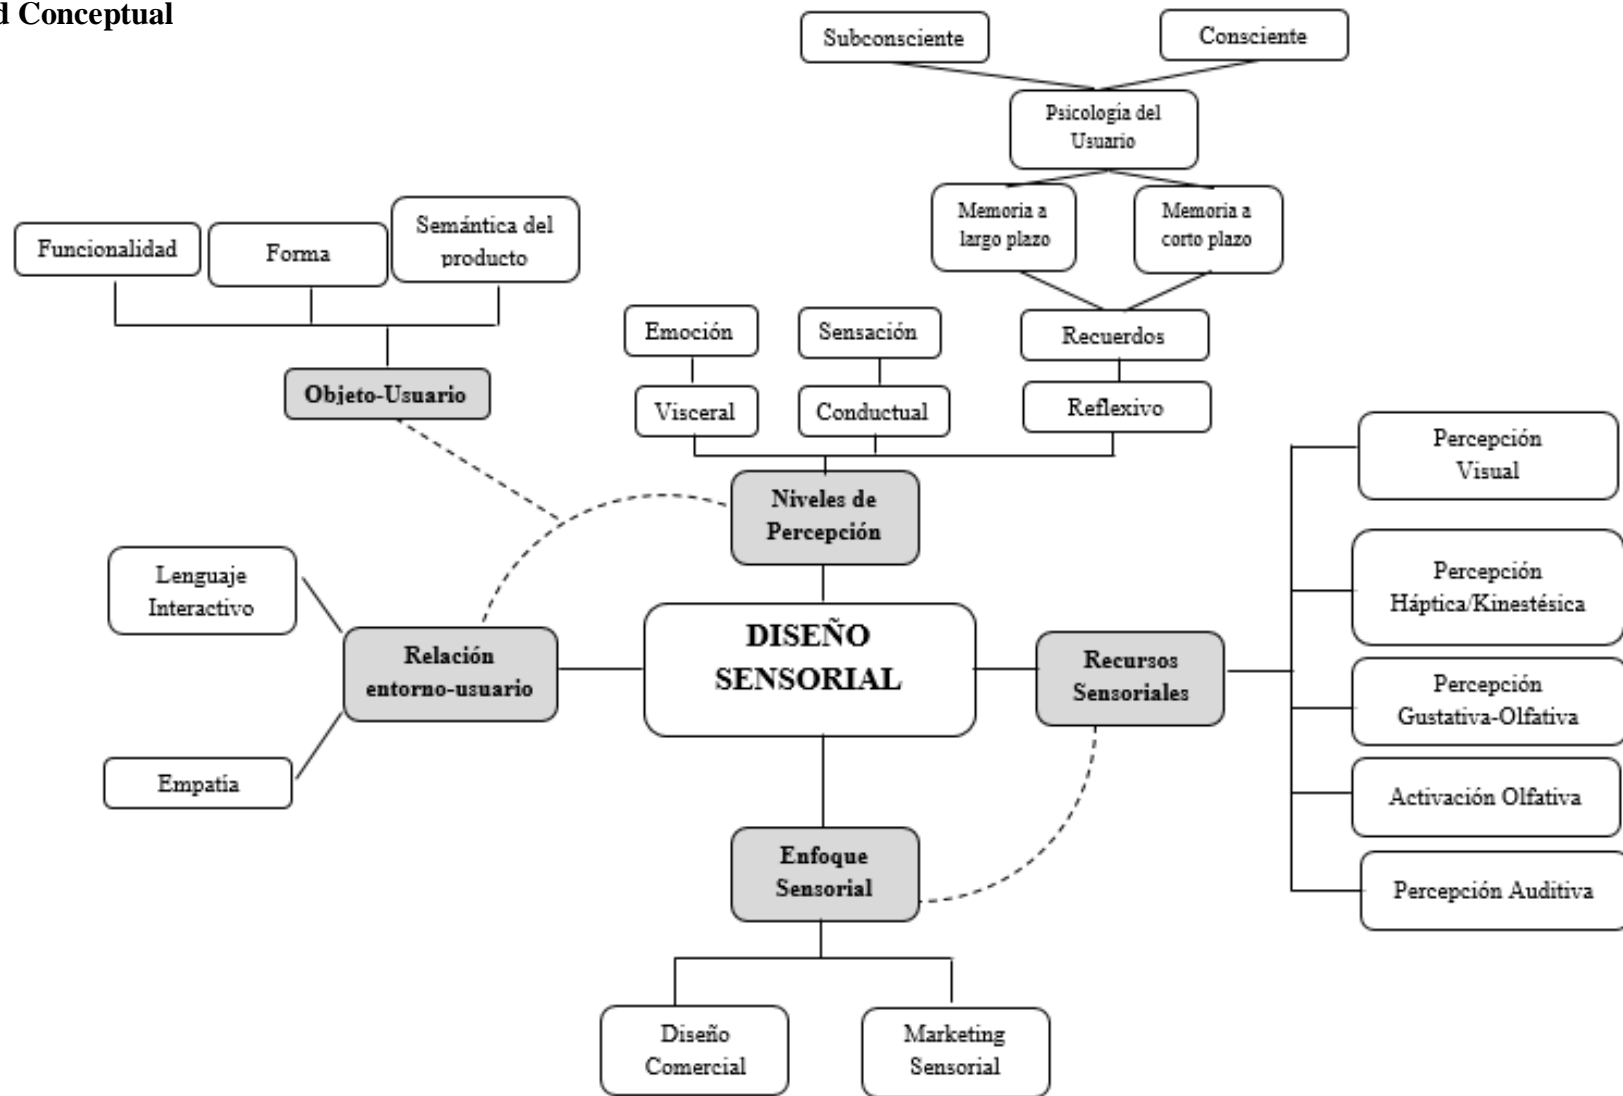 d Conceptual
Subconsciente
Consciente
Psicología del
Usuario
Memoria a
largo plazo
Memoria a
corto plazo
Funcionalidad
Forma
Semántica del
producto
Emoción
Sensación
Recuerdos
Objeto-Usuario
Visceral
Conductual
Reflexivo
Niveles de
Percepción
Percepción
Visual
Percepción
Háptica/Kinestésica
Percepción
Gustativa-Olfativa
Activación Olfativa
Percepción Auditiva
Lenguaje
Interactivo
Relación
entorno-usuario
Empatía
DISEÑO
SENSORIAL
Recursos
Sensoriales
Enfoque
Sensorial
Diseño
Comercial
Marketing
Sensorial